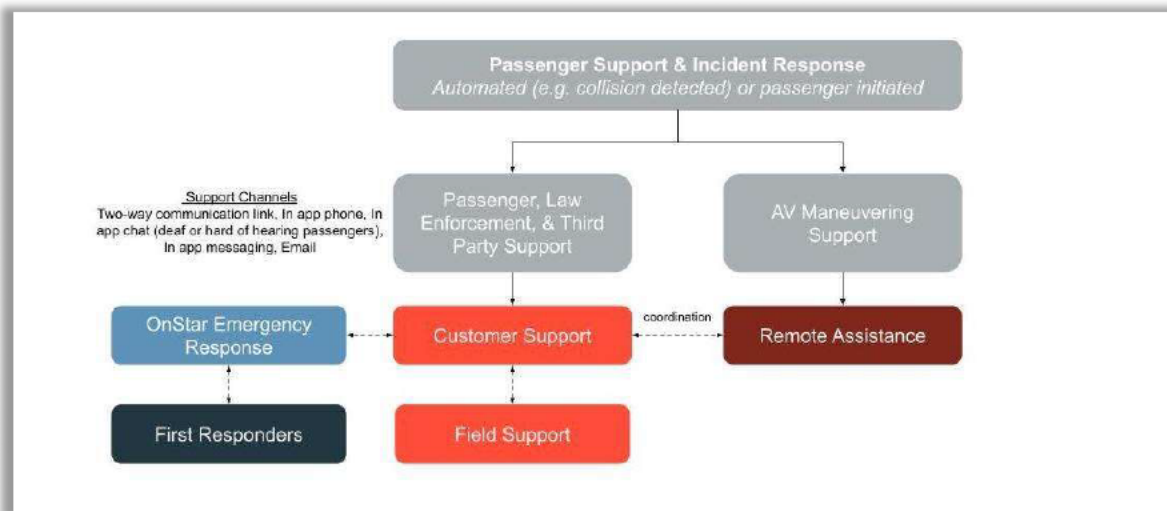 Passenger Support & Incident Response
Automated (e.g. collision detected) or passenger initiated
Support Channels
Two-way communication link, In app phone, In
app chat (deaf or hard of hearing passengers),
In app messaging, Email
Passenger, Law
Enforcement, & Third
Party Support
AV Maneuvering
Support
OnStar Emergency
Response
Customer Support
coordination
Remote Assistance
First Responders
Field Support